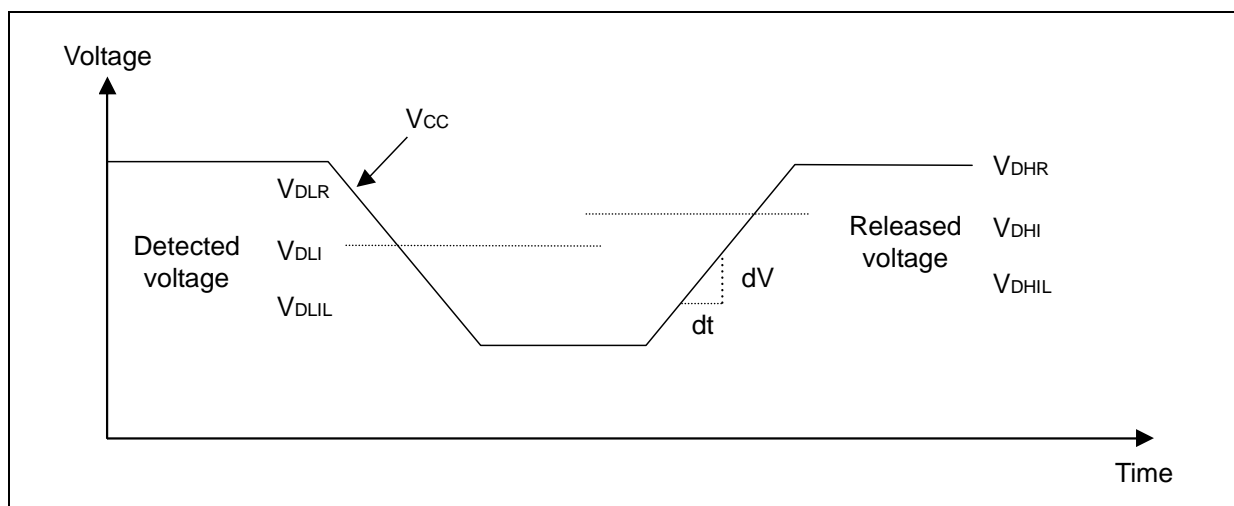 Voltage
VCC
VDLR
VDHR
Detected
voltage
VDLI
Released
voltage
VDHI
VDLIL
dV
VDHIL
dt
Time